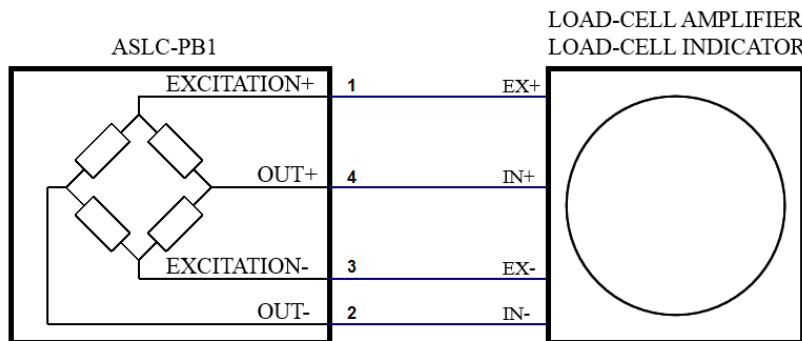 LOAD-CELL AMPLIFIER
ASLC-PB1 LOAD-CELL INDICATOR
EXCITATION+ 1 EX+
OUT+ 4 IN+
EXCITATION- 3 EX-
OUT- 2 IN-